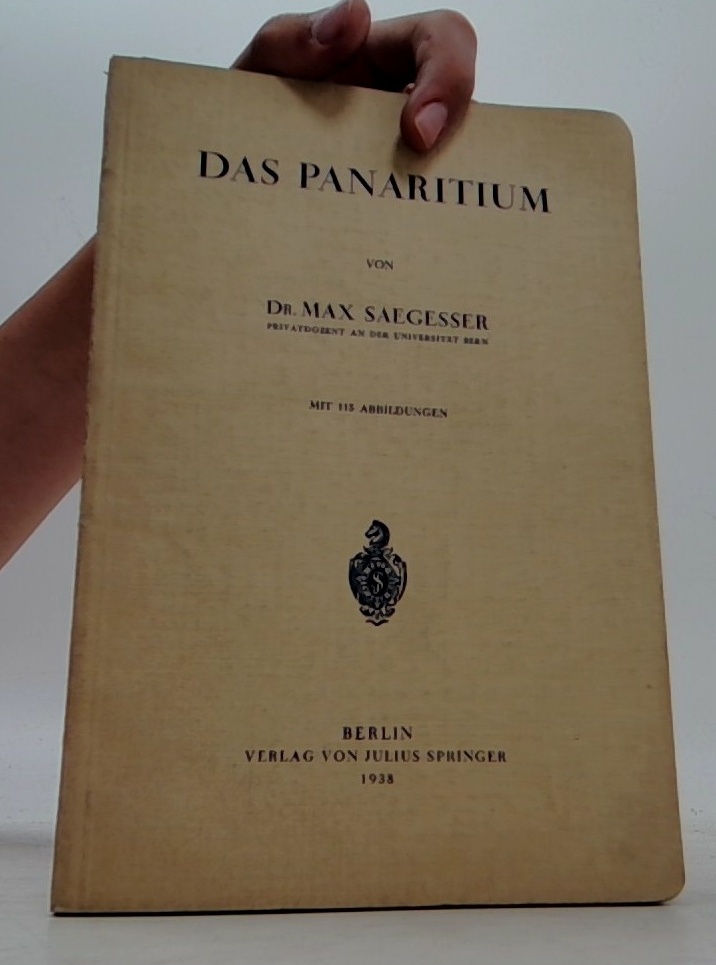 DAS PANARITIUM
VON
DR. MAX SAEGESSER
PRIVATDOZENT AN DER UNIVERSITÄT BERN
MIT 113 ABBILDUNGEN
BERLIN
VERLAG VON JULIUS SPRINGER
1938